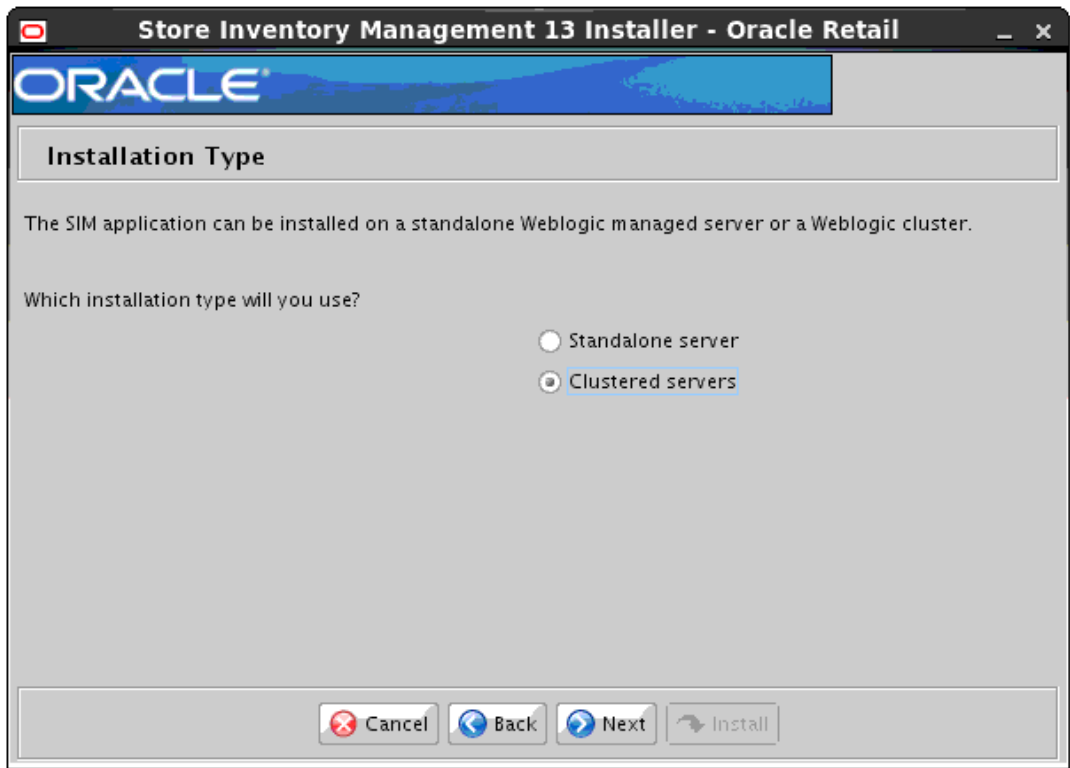 Store Inventory Management 13 Installer - Oracle Retail
ORACLE
Installation Type
The SIM application can be installed on a standalone Weblogic managed server or a Weblogic cluster.
Which installation type will you use?
Standalone server
Clustered servers
Cancel Back Next Install